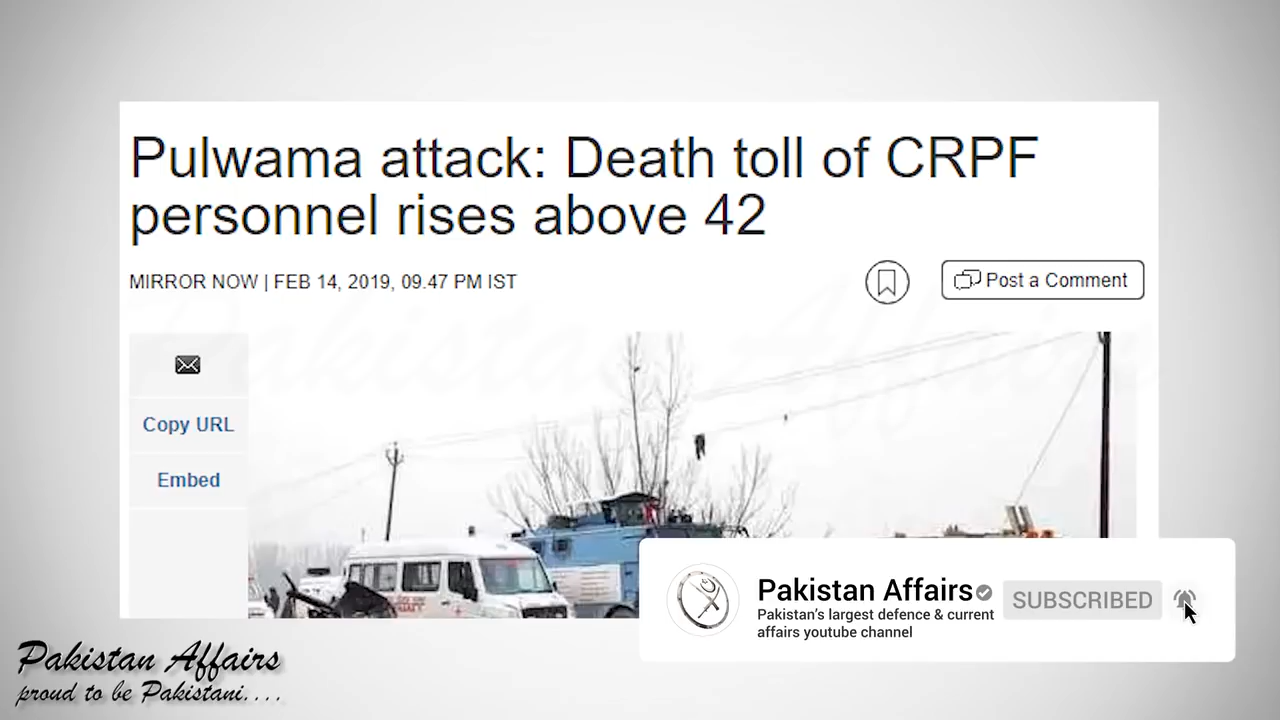 Pulwama attack: Death toll of CRPF
personnel rises above 42
MIRROR NOW | FEB 14, 2019, 09.47 PM IST
Post a Comment
Pakistan Affairs
Copy URL
Embed
Pakistan Affairs
Pakistan's largest defence & current
affairs youtube channel
SUBSCRIBED
Pakistan Affairs
proud to be Pakistani....